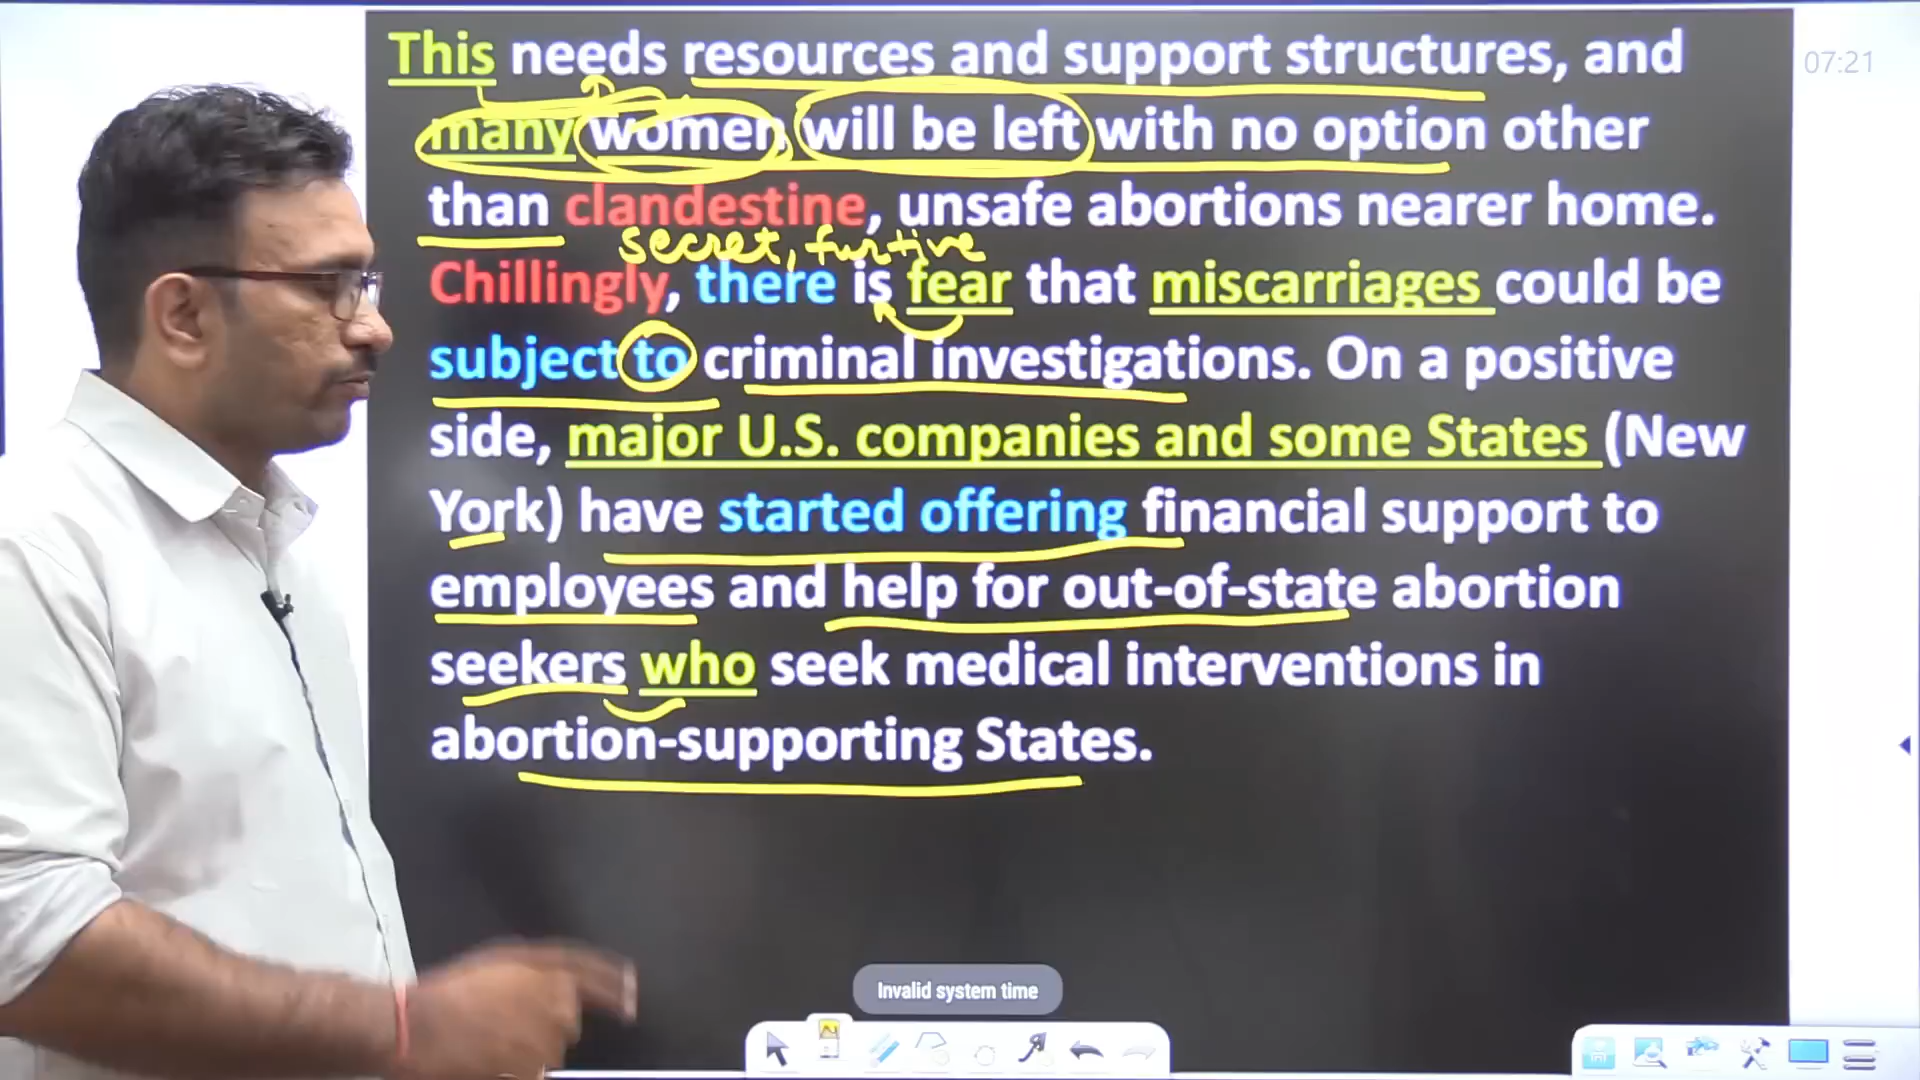 This needs resources and support structures, and
07:21
many women will be left with no option other
than clandestine, unsafe abortions nearer home.
secret, furtive
Chillingly, there is fear that miscarriages could be
subject to criminal investigations. On a positive
side, major U.S. companies and some States (New
York) have started offering financial support to
employees and help for out-of-state abortion
seekers who seek medical interventions in
abortion-supporting States.
Invalid system time